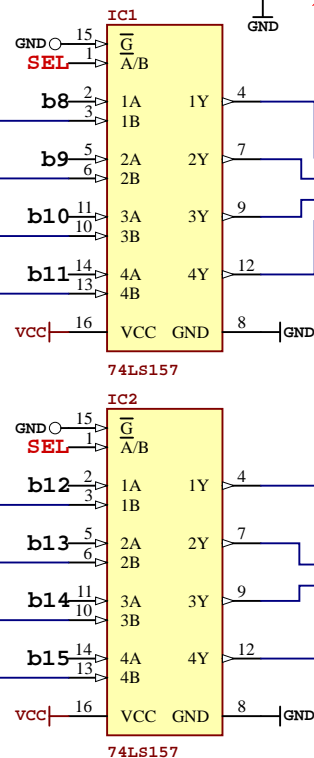 GND
IC1
GND 15 G
SEL 1 A/B
b8 2 1A 1Y 4
3 1B
b9 5 2A 2Y 7
6 2B
b10 11 3A 3Y 9
10 3B
b11 14 4A 4Y 12
13 4B
VCC 16 VCC GND 8 GND
74LS157
IC2
GND 15 G
SEL 1 A/B
b12 2 1A 1Y 4
3 1B
b13 5 2A 2Y 7
6 2B
b14 11 3A 3Y 9
10 3B
b15 14 4A 4Y 12
13 4B
VCC 16 VCC GND 8 GND
74LS157